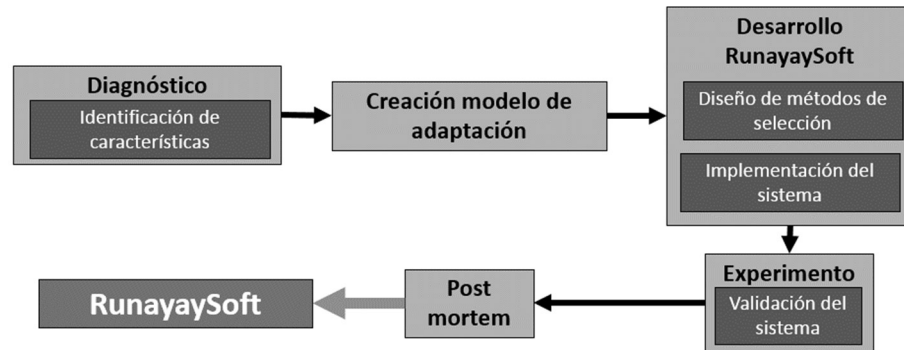 Diagnóstico
Identificación de
características
Creación modelo de
adaptación
Desarrollo
RunayaySoft
Diseño de métodos de
selección
Implementación del
sistema
Experimento
Validación del
sistema
Post
mortem
RunayaySoft